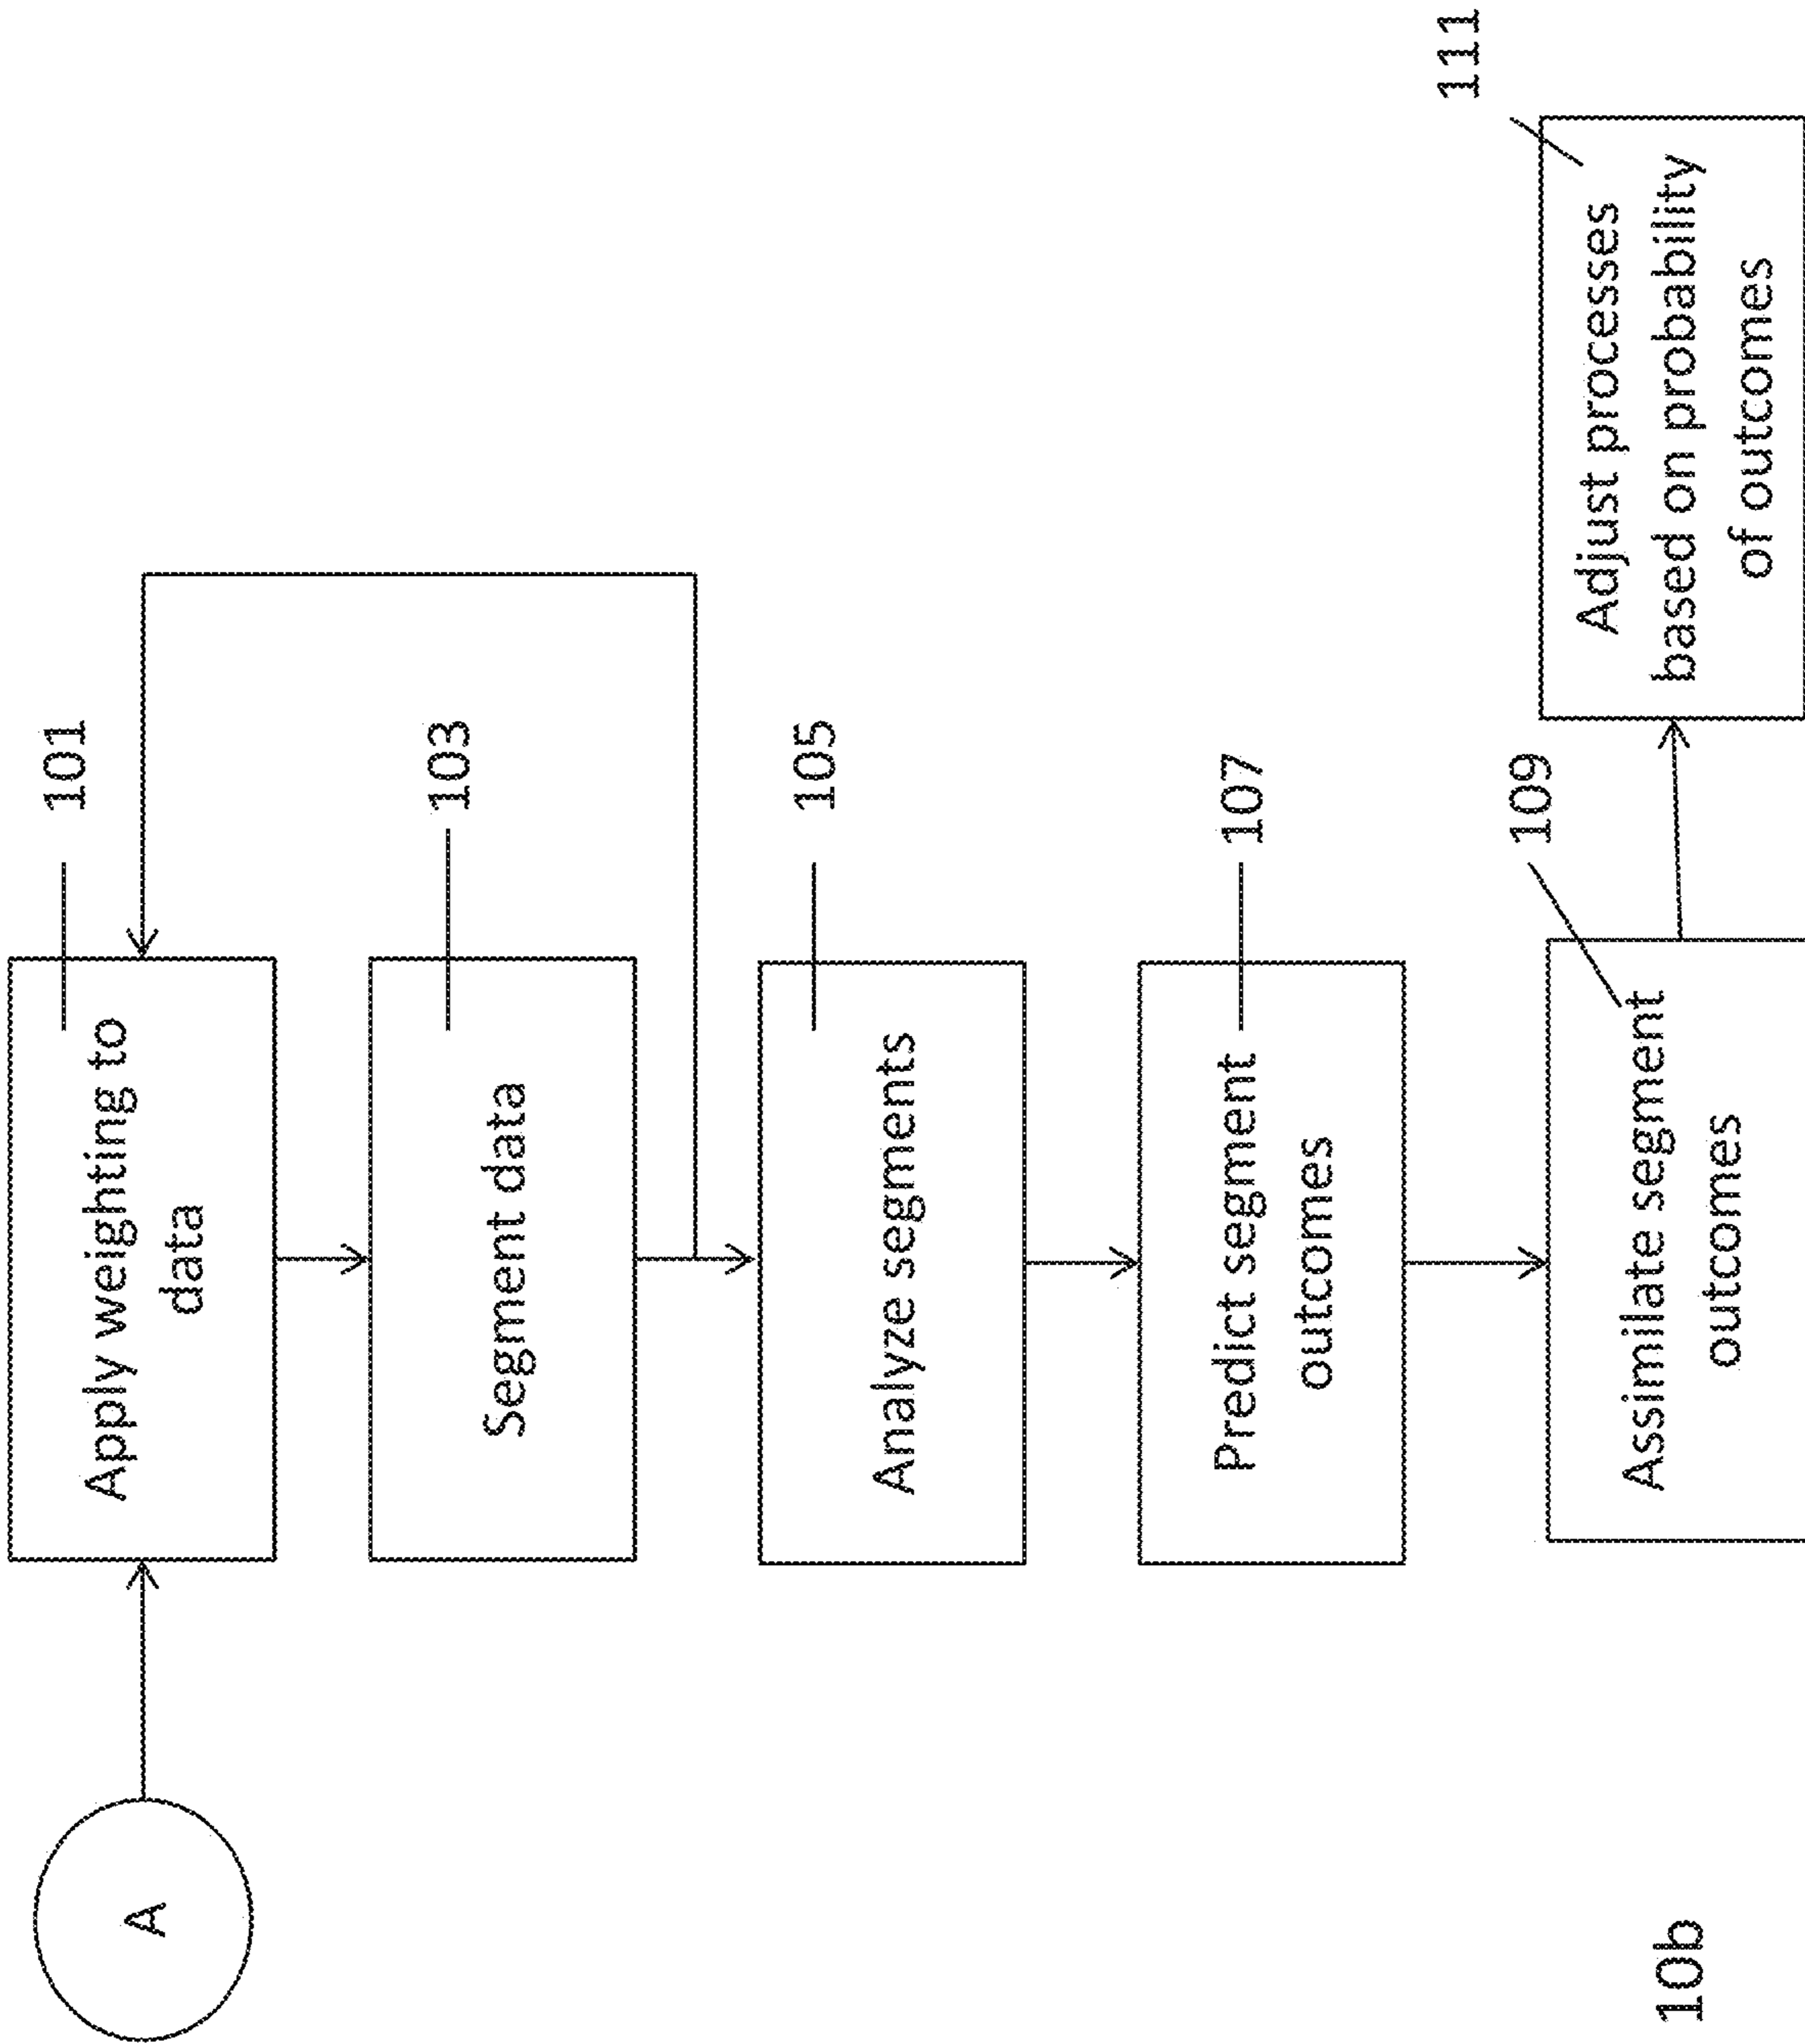 A
Apply weighting to
data
101
Segment data
103
Analyze segments
105
Predict segment
outcomes
107
Assimilate segment
outcomes
109
Adjust processes
based on probability
of outcomes
111
10b